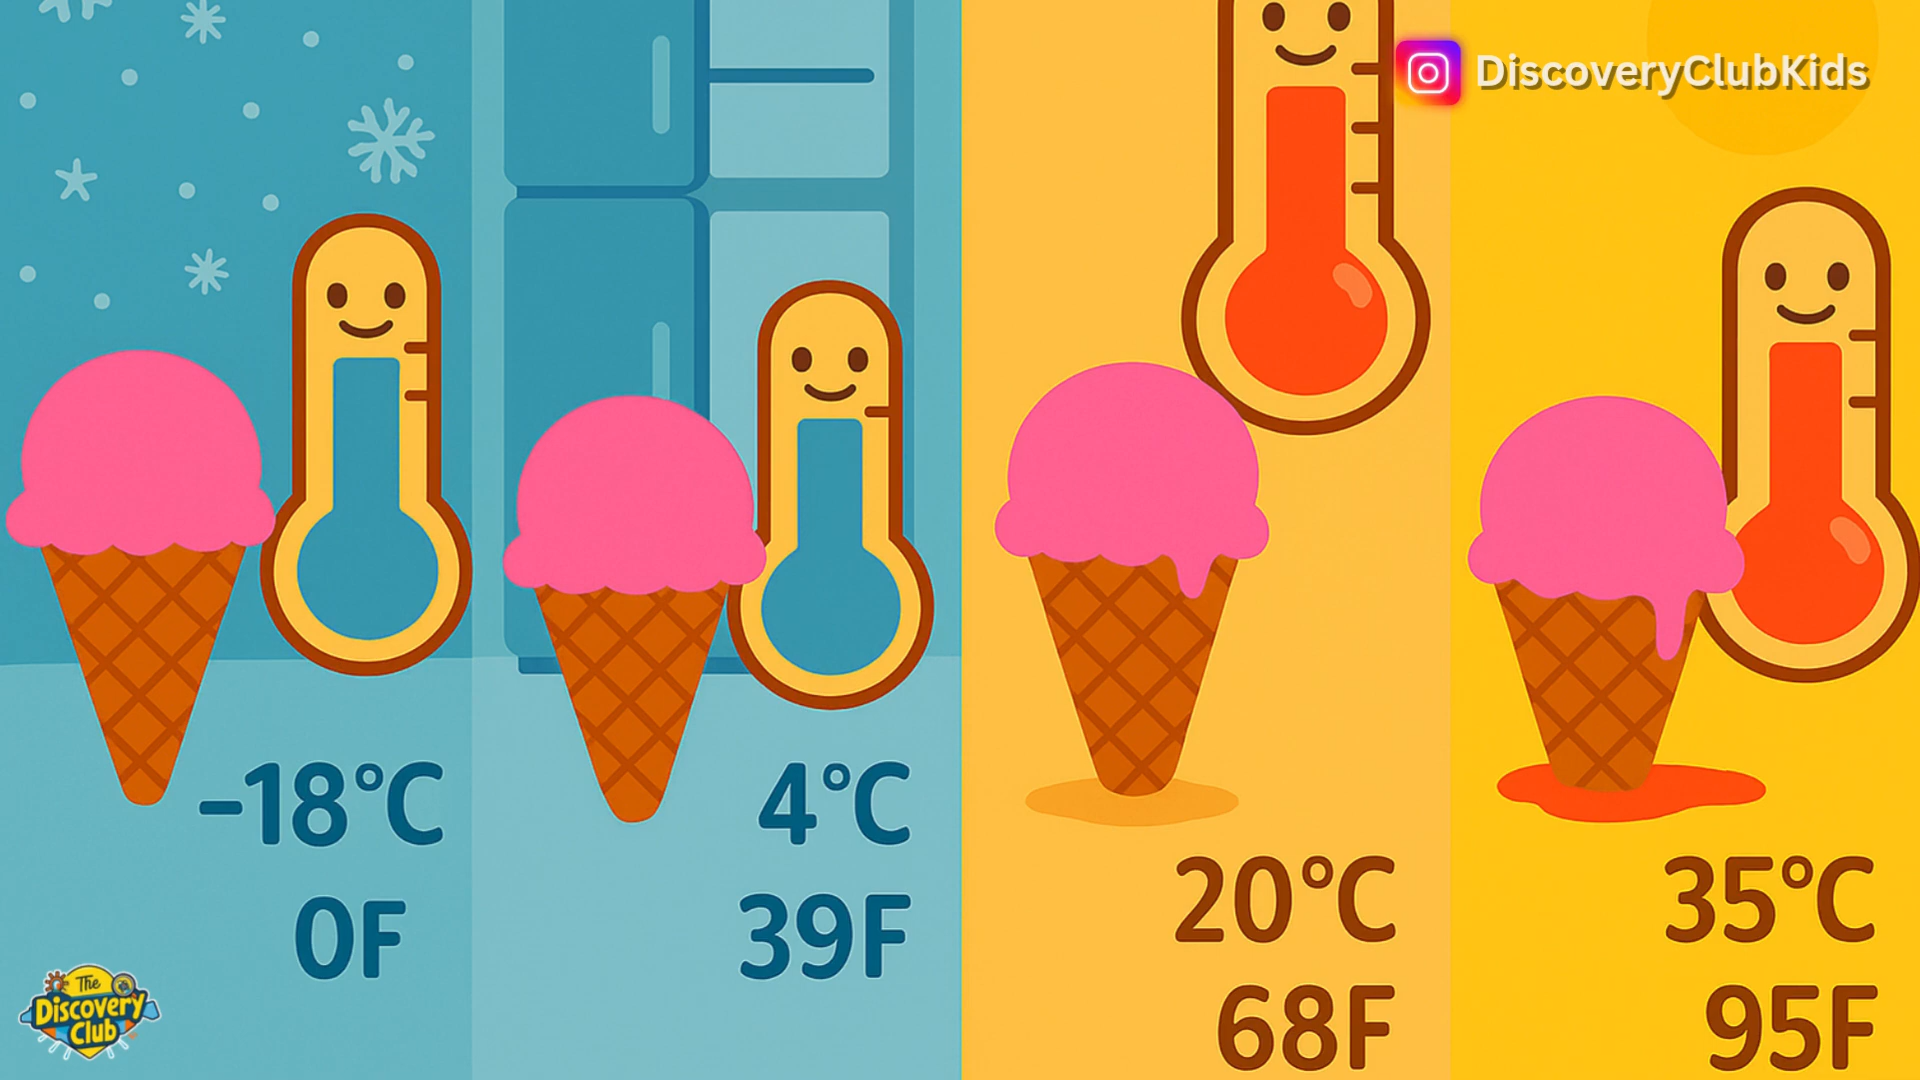 DiscoveryClubKids
-18°C
0F
4°C
39F
20°C
68F
35°C
95F
The
Discovery
Club